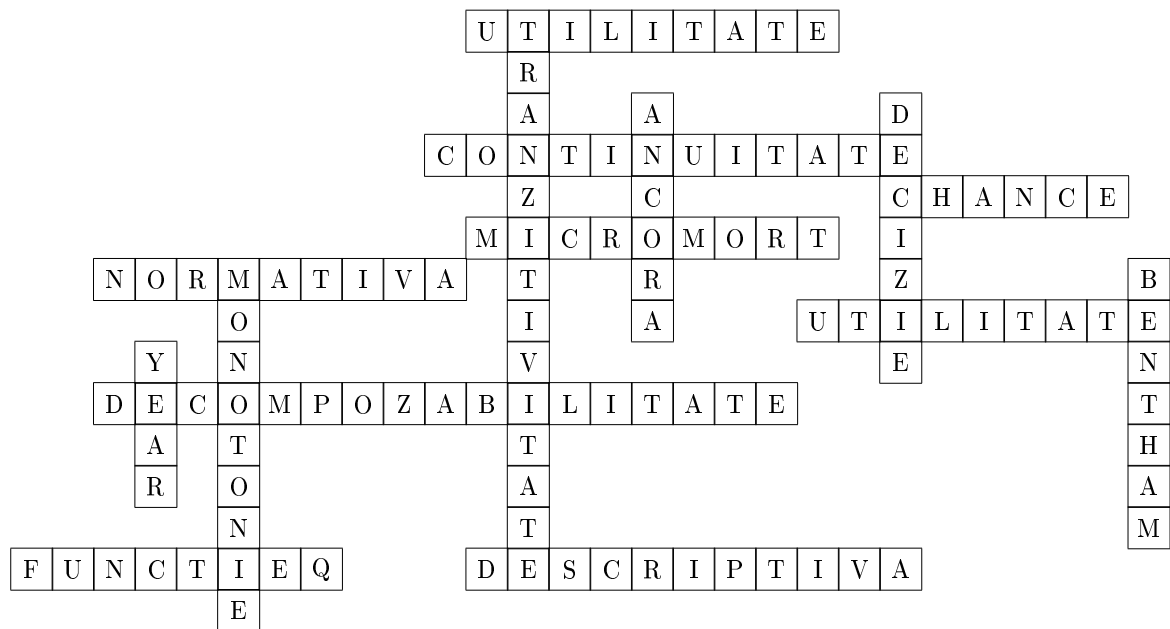 UTILITATE
TRANZITIVITATE
ANCORA
DECIZIE
CONTINUITATE
CHANCE
MICROMORT
NORMATIVA
MONOTONIE
BENTHAM
UTILITATE
YEAR
DECOMPOZABILITATE
FUNCTIEQ
DESCRIPTIVA